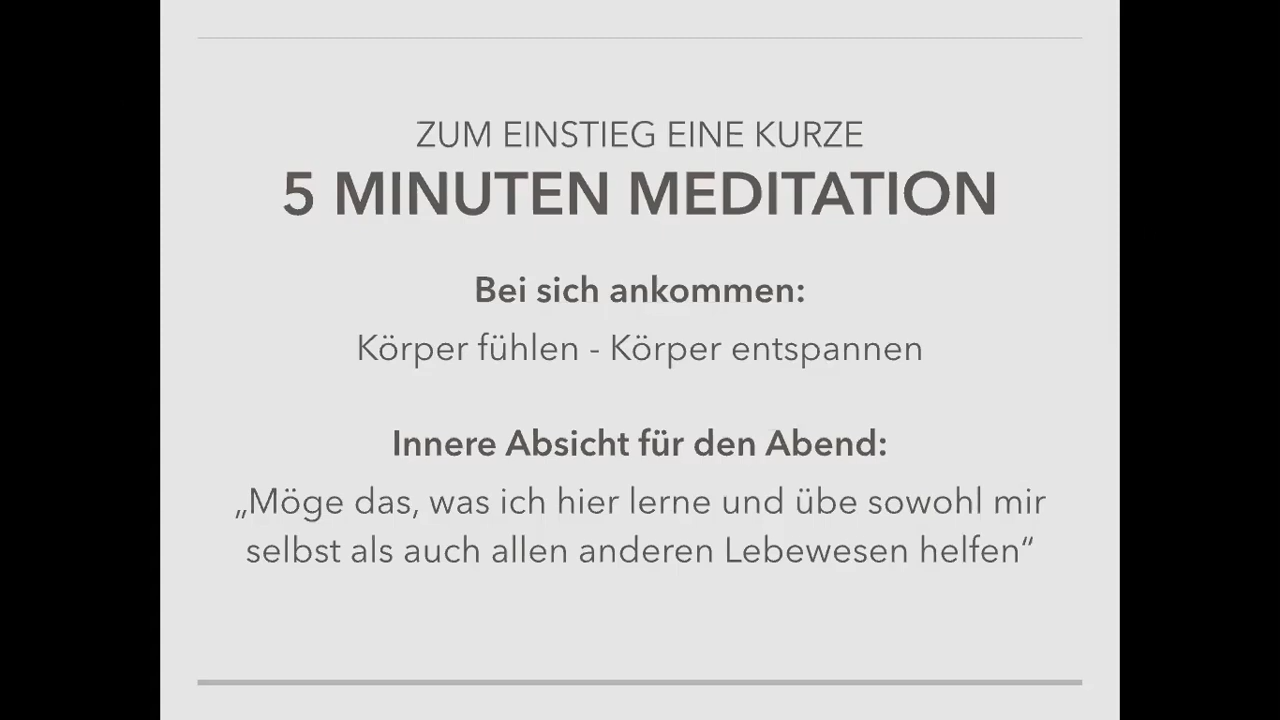 ZUM EINSTIEG EINE KURZE
5 MINUTEN MEDITATION
Bei sich ankommen:
Körper fühlen - Körper entspannen
Innere Absicht für den Abend:
„Möge das, was ich hier lerne und übe sowohl mir
selbst als auch allen anderen Lebewesen helfen“